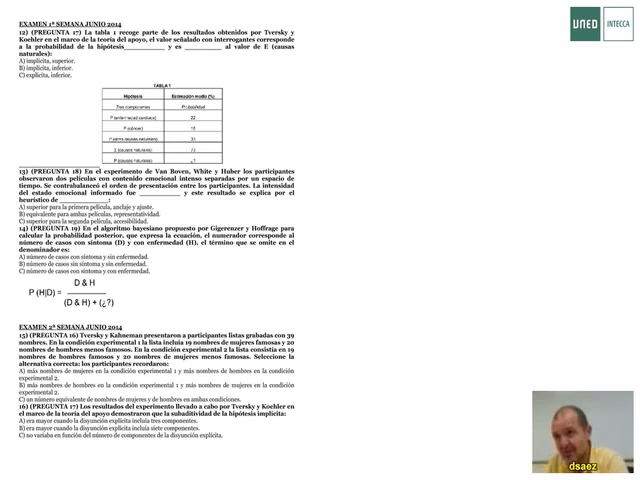 UNED
INTECCA
EXAMEN 1ª SEMANA JUNIO 2014
12) (PREGUNTA 17) La tabla 1 recoge parte de los resultados obtenidos por Tversky y
Koehler en el marco de la teoría del apoyo, el valor señalado con interrogantes corresponde
a la probabilidad de la hipótesis__________ y es __________ al valor de E (causas
naturales):
A) implícita, superior.
B) implícita, inferior.
C) explícita, inferior.
TABLA 1
Hipótesis Estimación media (%)
Tres componentes Probabilidad
P (enfermedad cardíaca) 22
P (cáncer) 18
P (otras causas naturales) 33
Σ (causas naturales) 73
P (causas naturales) ¿?
13) (PREGUNTA 18) En el experimento de Van Boven, White y Huber los participantes
observaron dos películas con contenido emocional intenso separadas por un espacio de
tiempo. Se contrabalanceó el orden de presentación entre los participantes. La intensidad
del estado emocional informado fue __________ y este resultado se explica por el
heurístico de ____________:
A) superior para la primera película, anclaje y ajuste.
B) equivalente para ambas películas, representatividad.
C) superior para la segunda película, accesibilidad.
14) (PREGUNTA 19) En el algoritmo bayesiano propuesto por Gigerenzer y Hoffrage para
calcular la probabilidad posterior, que expresa la ecuación, el numerador corresponde al
número de casos con síntoma (D) y con enfermedad (H), el término que se omite en el
denominador es:
A) número de casos con síntoma y sin enfermedad.
B) número de casos sin síntoma y sin enfermedad.
C) número de casos con síntoma y con enfermedad.
D & H
P (H|D) =
(D & H) + (¿?)
EXAMEN 2ª SEMANA JUNIO 2014
15) (PREGUNTA 16) Tversky y Kahneman presentaron a participantes listas grabadas con 39
nombres. En la condición experimental 1 la lista incluía 19 nombres de mujeres famosas y 20
nombres de hombres menos famosos. En la condición experimental 2 la lista consistía en 19
nombres de hombres famosos y 20 nombres de mujeres menos famosas. Seleccione la
alternativa correcta: los participantes recordaron:
A) más nombres de mujeres en la condición experimental 1 y más nombres de hombres en la condición
experimental 2.
B) más nombres de hombres en la condición experimental 1 y más nombres de mujeres en la condición
experimental 2.
C) un número equivalente de nombres de mujeres y de hombres en ambas condiciones.
16) (PREGUNTA 17) Los resultados del experimento llevado a cabo por Tversky y Koehler en
el marco de la teoría del apoyo demostraron que la subaditividad de la hipótesis implícita:
A) era mayor cuando la disyunción explícita incluía tres componentes.
B) era mayor cuando la disyunción explícita incluía siete componentes.
C) no variaba en función del número de componentes de la disyunción explícita.
dsaez